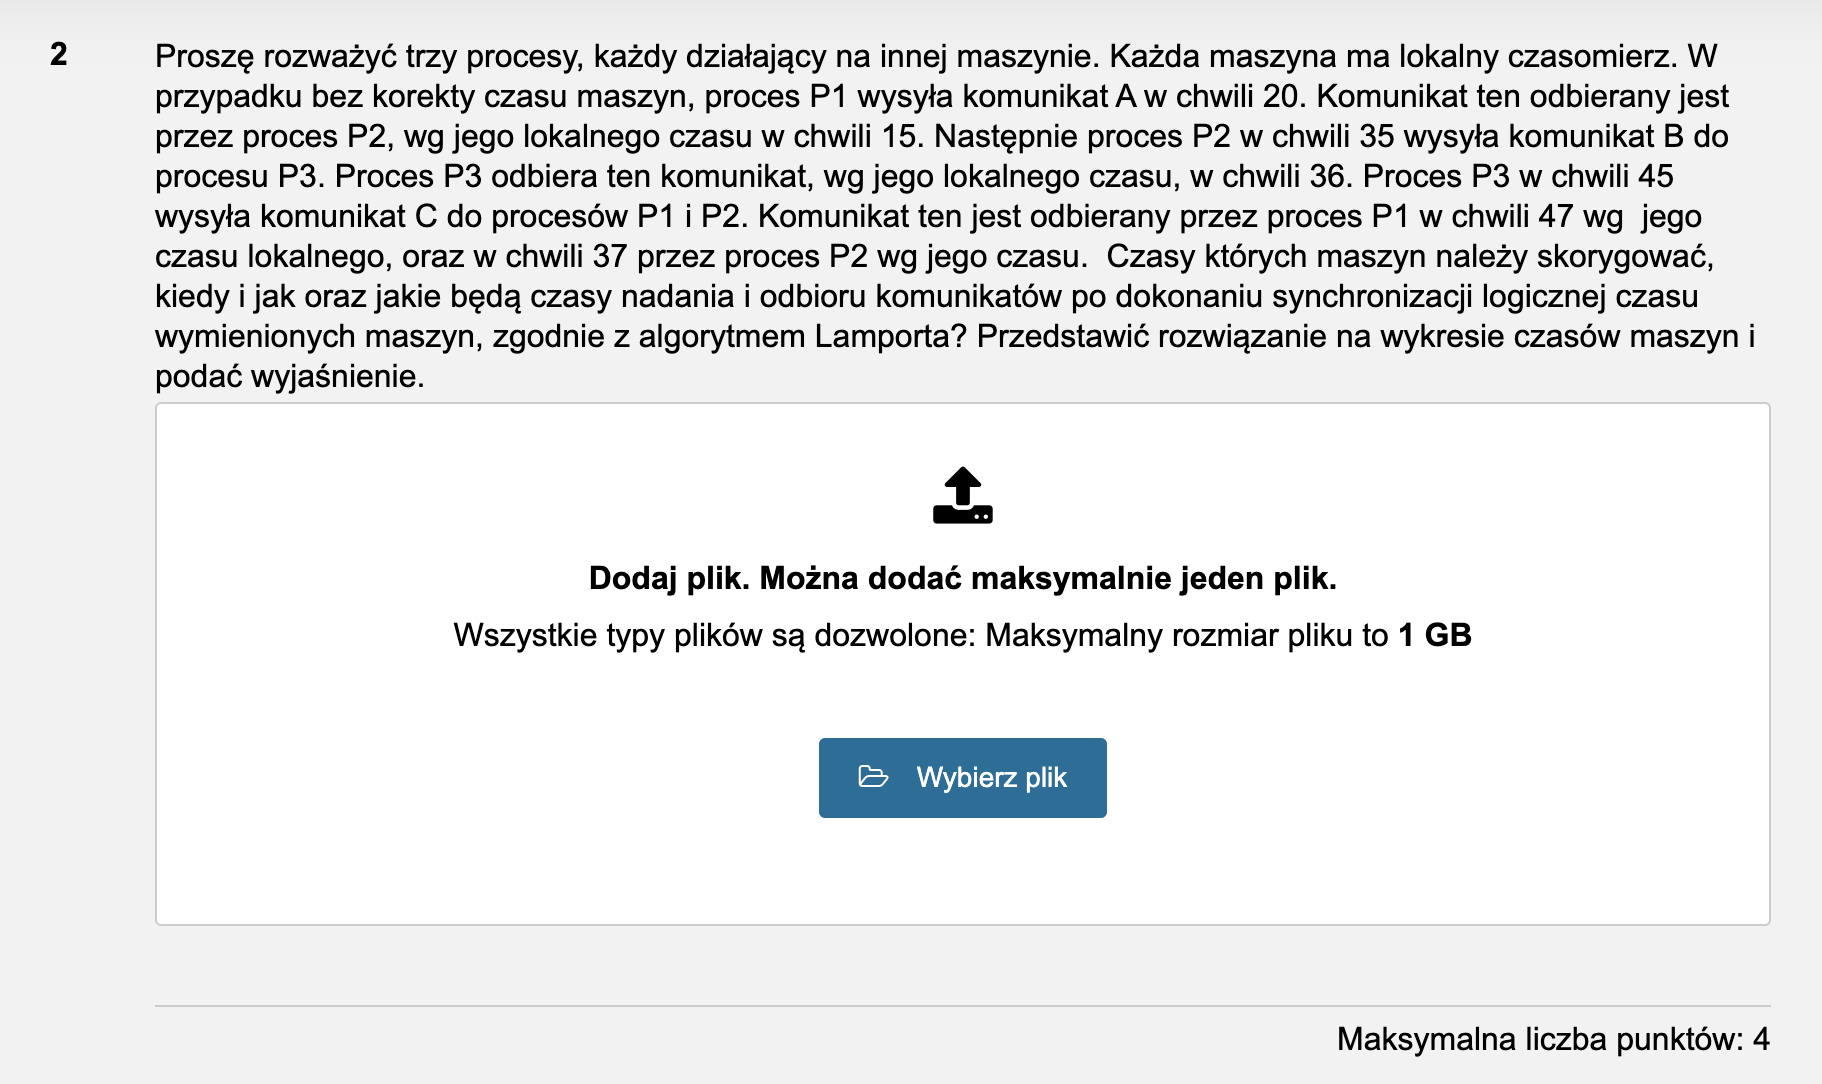 2
Proszę rozważyć trzy procesy, każdy działający na innej maszynie. Każda maszyna ma lokalny czasomierz. W
przypadku bez korekty czasu maszyn, proces P1 wysyła komunikat A w chwili 20. Komunikat ten odbierany jest
przez proces P2, wg jego lokalnego czasu w chwili 15. Następnie proces P2 w chwili 35 wysyła komunikat B do
procesu P3. Proces P3 odbiera ten komunikat, wg jego lokalnego czasu, w chwili 36. Proces P3 w chwili 45
wysyła komunikat C do procesów P1 i P2. Komunikat ten jest odbierany przez proces P1 w chwili 47 wg  jego
czasu lokalnego, oraz w chwili 37 przez proces P2 wg jego czasu.  Czasy których maszyn należy skorygować,
kiedy i jak oraz jakie będą czasy nadania i odbioru komunikatów po dokonaniu synchronizacji logicznej czasu
wymienionych maszyn, zgodnie z algorytmem Lamporta? Przedstawić rozwiązanie na wykresie czasów maszyn i
podać wyjaśnienie.
Dodaj plik. Można dodać maksymalnie jeden plik.
Wszystkie typy plików są dozwolone: Maksymalny rozmiar pliku to 1 GB
Wybierz plik
Maksymalna liczba punktów: 4